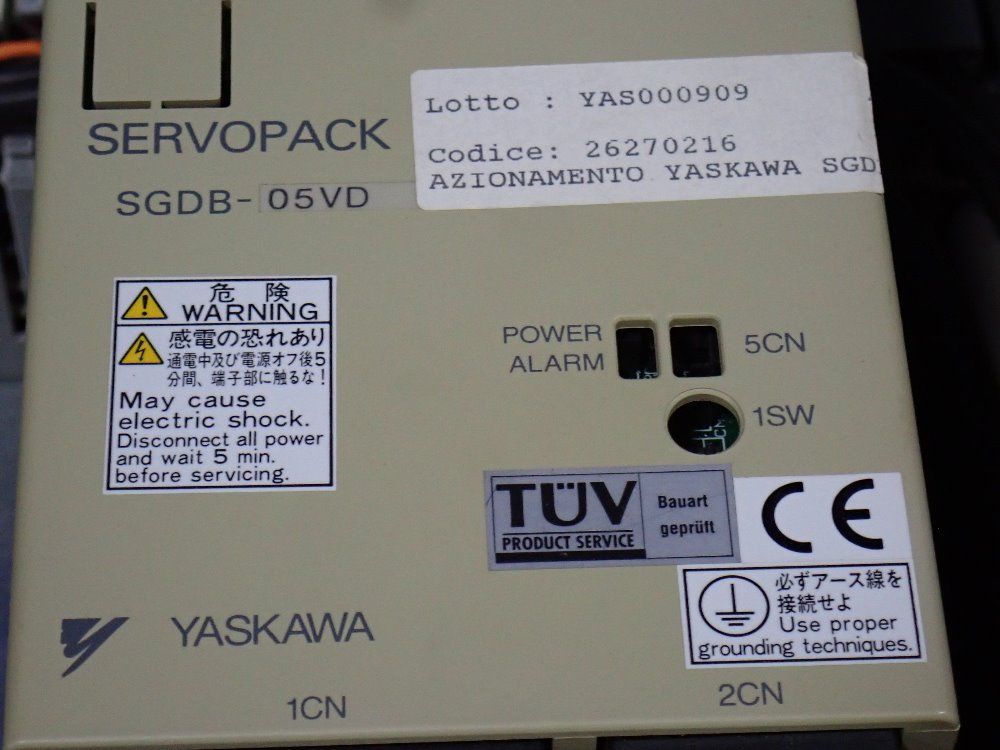 SERVOPACK
SGDB-05VD
Lotto : YAS000909
Codice: 26270216
AZIONAMENTO YASKAWA SGD
危 険
WARNING
感電の恐れあり
通電中及び電源オフ後5
分間、端子部に触るな!
May cause
electric shock.
Disconnect all power
and wait 5 min.
before servicing.
POWER
ALARM
5CN
1SW
TÜV
PRODUCT SERVICE
Bauart
geprüft
CE
必ずアース線を
接続せよ
Use proper
grounding techniques.
YASKAWA
1CN
2CN